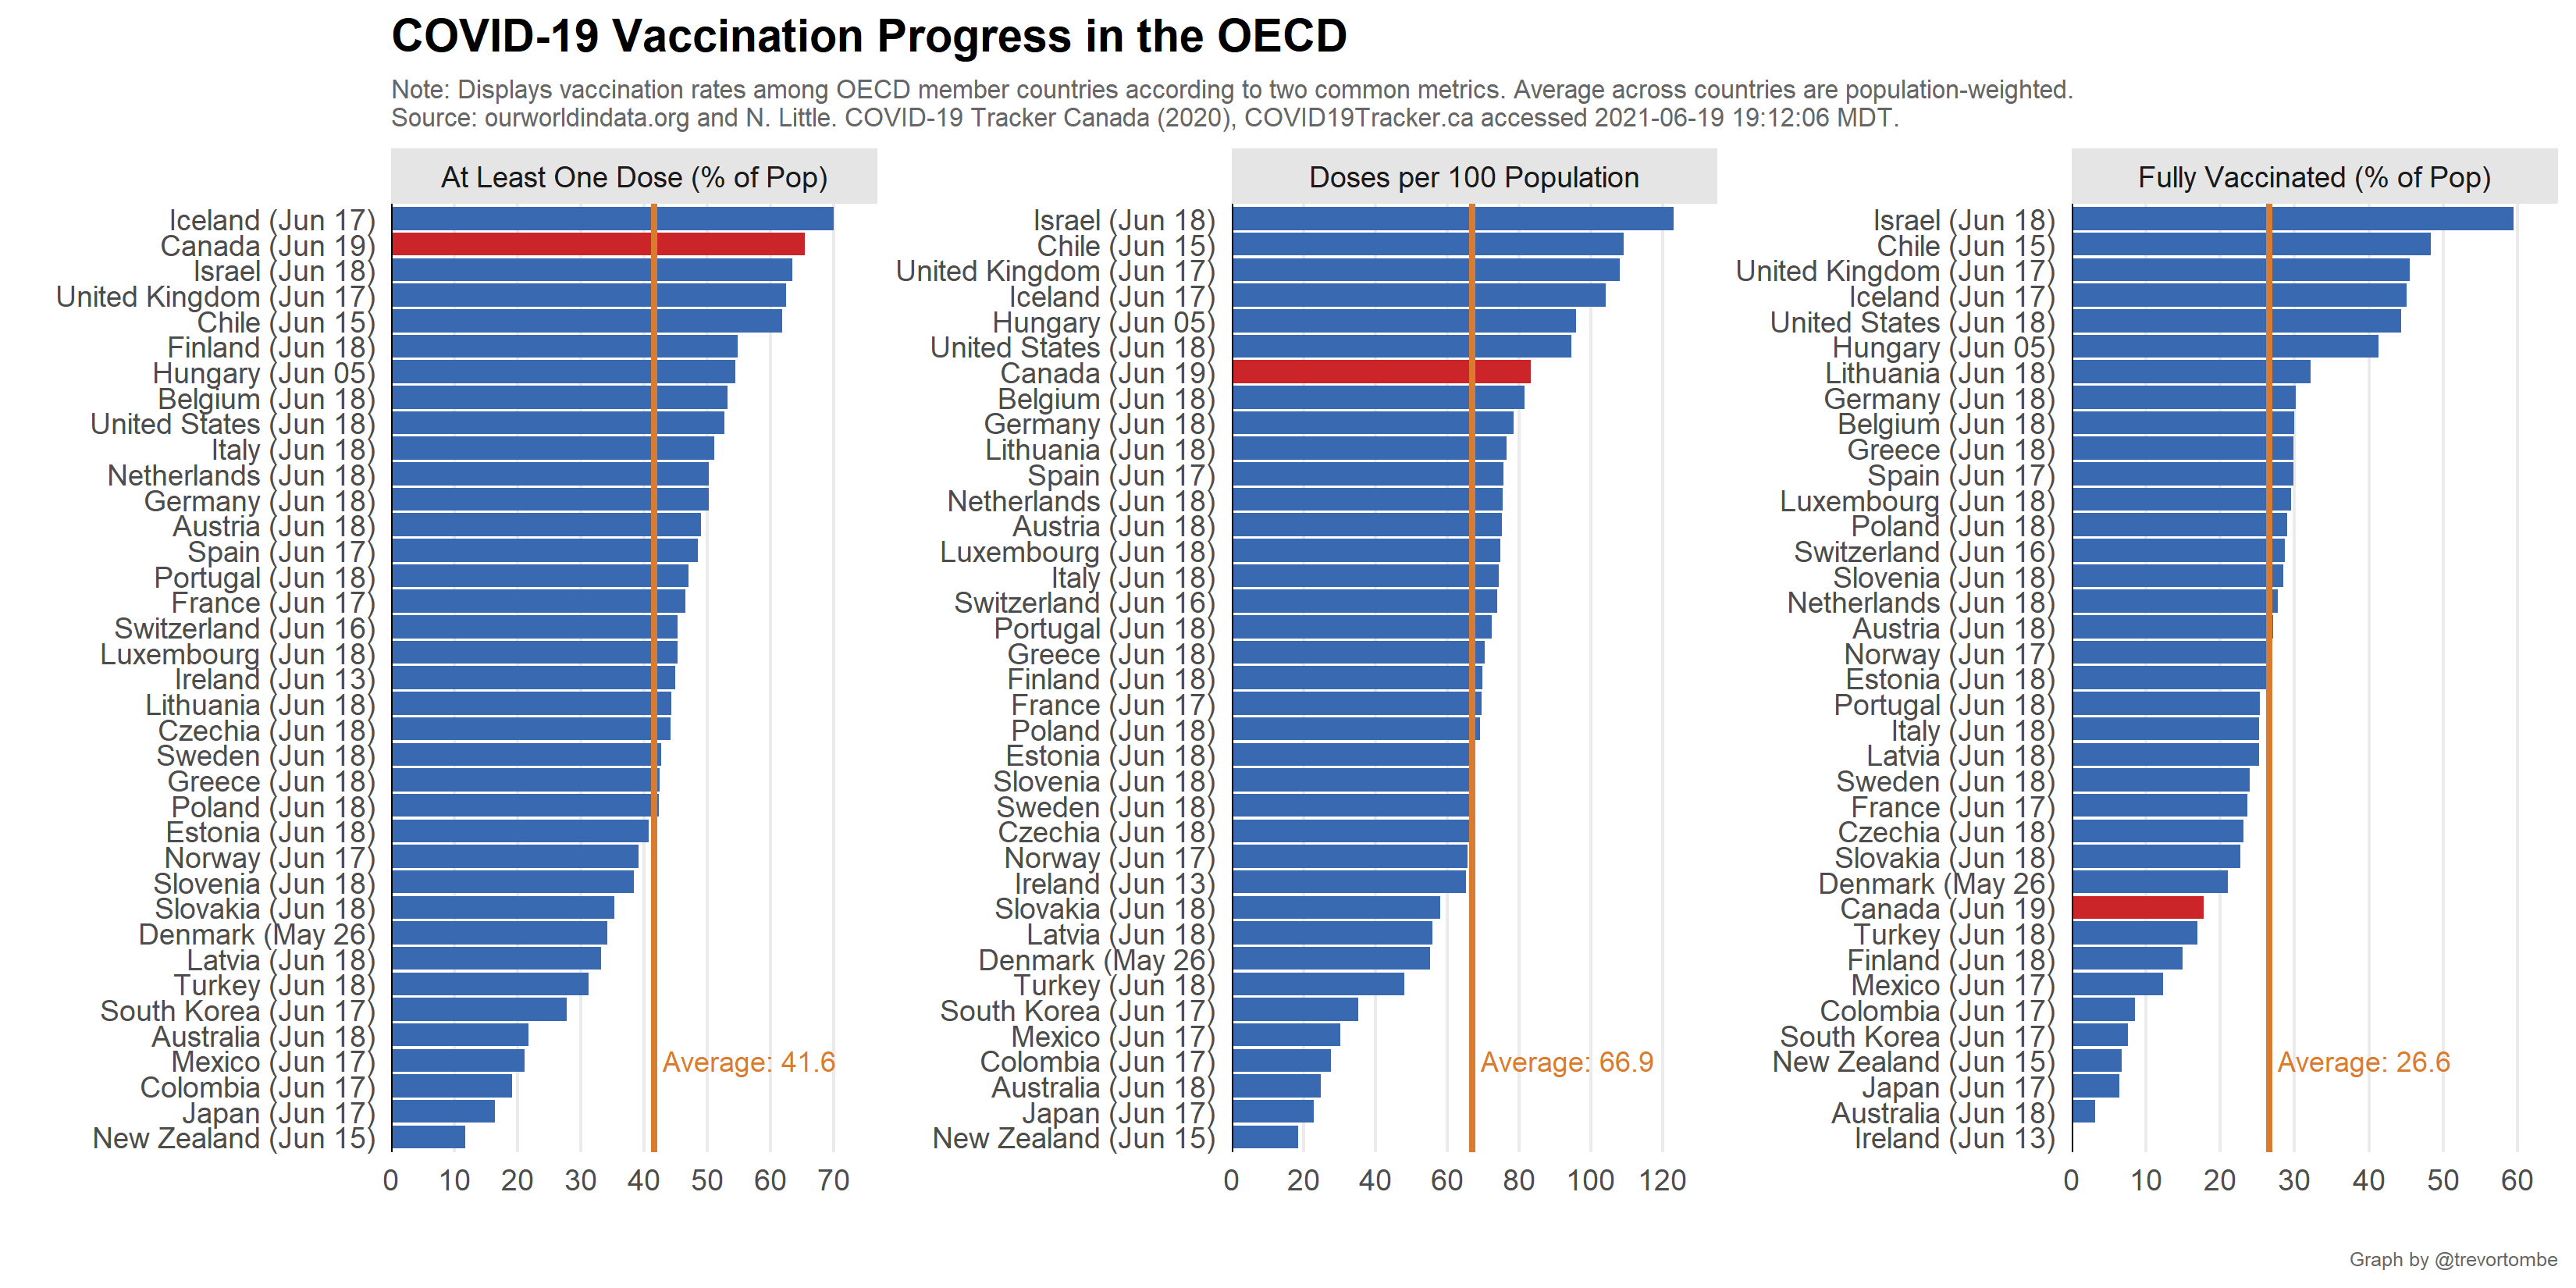 COVID-19 Vaccination Progress in the OECD
Note: Displays vaccination rates among OECD member countries according to two common metrics. Average across countries are population-weighted.
Source: ourworldindata.org and N. Little. COVID-19 Tracker Canada (2020), COVID19Tracker.ca accessed 2021-06-19 19:12:06 MDT.
At Least One Dose (% of Pop)
Iceland (Jun 17)
Canada (Jun 19)
Israel (Jun 18)
United Kingdom (Jun 17)
Chile (Jun 15)
Finland (Jun 18)
Hungary (Jun 05)
Belgium (Jun 18)
United States (Jun 18)
Italy (Jun 18)
Netherlands (Jun 18)
Germany (Jun 18)
Austria (Jun 18)
Spain (Jun 17)
Portugal (Jun 18)
France (Jun 17)
Switzerland (Jun 16)
Luxembourg (Jun 18)
Ireland (Jun 13)
Lithuania (Jun 18)
Czechia (Jun 18)
Sweden (Jun 18)
Greece (Jun 18)
Poland (Jun 18)
Estonia (Jun 18)
Norway (Jun 17)
Slovenia (Jun 18)
Slovakia (Jun 18)
Denmark (May 26)
Latvia (Jun 18)
Turkey (Jun 18)
South Korea (Jun 17)
Australia (Jun 18)
Mexico (Jun 17)
Colombia (Jun 17)
Japan (Jun 17)
New Zealand (Jun 15)
Average: 41.6
0 10 20 30 40 50 60 70
Doses per 100 Population
Israel (Jun 18)
Chile (Jun 15)
United Kingdom (Jun 17)
Iceland (Jun 17)
Hungary (Jun 05)
United States (Jun 18)
Canada (Jun 19)
Belgium (Jun 18)
Germany (Jun 18)
Lithuania (Jun 18)
Spain (Jun 17)
Netherlands (Jun 18)
Austria (Jun 18)
Luxembourg (Jun 18)
Italy (Jun 18)
Switzerland (Jun 16)
Portugal (Jun 18)
Greece (Jun 18)
Finland (Jun 18)
France (Jun 17)
Poland (Jun 18)
Estonia (Jun 18)
Slovenia (Jun 18)
Sweden (Jun 18)
Czechia (Jun 18)
Norway (Jun 17)
Ireland (Jun 13)
Slovakia (Jun 18)
Latvia (Jun 18)
Denmark (May 26)
Turkey (Jun 18)
South Korea (Jun 17)
Mexico (Jun 17)
Colombia (Jun 17)
Australia (Jun 18)
Japan (Jun 17)
New Zealand (Jun 15)
Average: 66.9
0 20 40 60 80 100 120
Fully Vaccinated (% of Pop)
Israel (Jun 18)
Chile (Jun 15)
United Kingdom (Jun 17)
Iceland (Jun 17)
United States (Jun 18)
Hungary (Jun 05)
Lithuania (Jun 18)
Germany (Jun 18)
Belgium (Jun 18)
Greece (Jun 18)
Spain (Jun 17)
Luxembourg (Jun 18)
Poland (Jun 18)
Switzerland (Jun 16)
Slovenia (Jun 18)
Netherlands (Jun 18)
Austria (Jun 18)
Norway (Jun 17)
Estonia (Jun 18)
Portugal (Jun 18)
Italy (Jun 18)
Latvia (Jun 18)
Sweden (Jun 18)
France (Jun 17)
Czechia (Jun 18)
Slovakia (Jun 18)
Denmark (May 26)
Canada (Jun 19)
Turkey (Jun 18)
Finland (Jun 18)
Mexico (Jun 17)
Colombia (Jun 17)
South Korea (Jun 17)
New Zealand (Jun 15)
Japan (Jun 17)
Australia (Jun 18)
Ireland (Jun 13)
Average: 26.6
0 10 20 30 40 50 60
Graph by @trevortombe